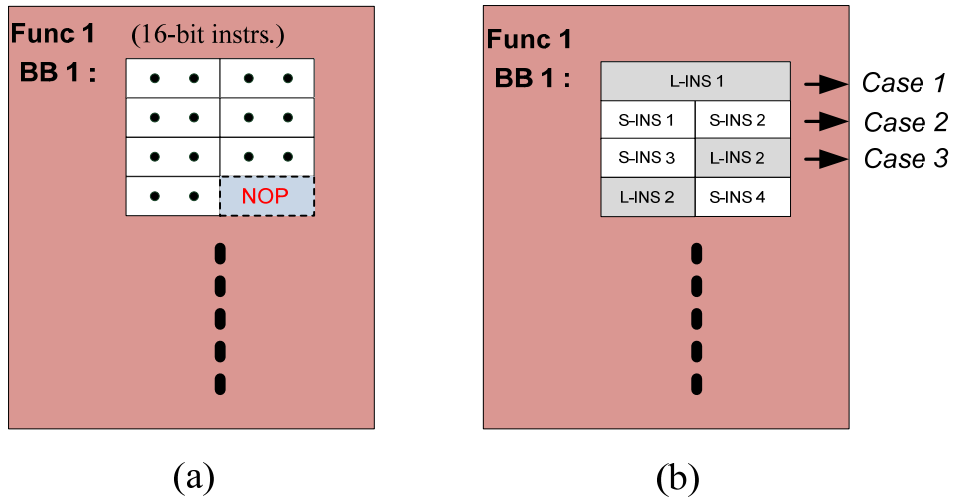 Func 1 (16-bit instrs.)
BB 1 :
NOP
(a)
Func 1
BB 1 :
L-INS 1
Case 1
S-INS 1
S-INS 2
Case 2
S-INS 3
L-INS 2
Case 3
L-INS 2
S-INS 4
(b)